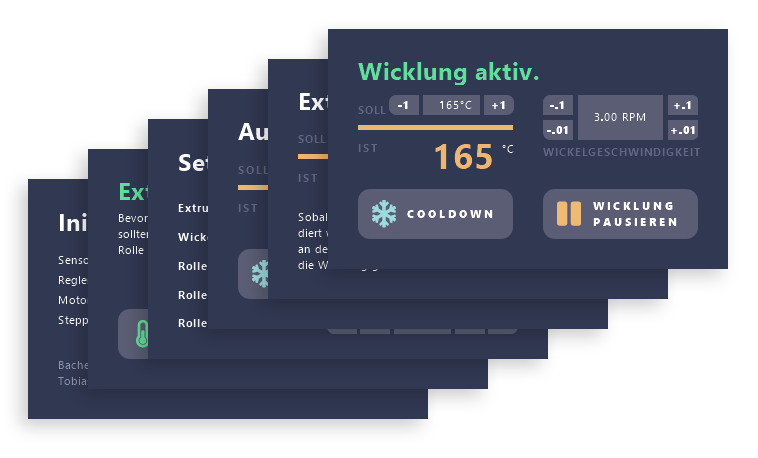 Wicklung aktiv.
SOLL -1 165°C +1
IST 165 °C
-.1 3.00 RPM +.1
-.01 +.01
WICKELGESCHWINDIGKEIT
COOLDOWN
WICKLUNG
PAUSIEREN
Ext
SOLL
IST
Sobal
diert
an de
die W
Au
SOLL
IST
Set
Extru
Wick
Rolle
Rolle
Rolle
Ext
Bevor
sollte
Rolle
Ini
Senso
Regle
Moto
Stepp
Bache
Tobia